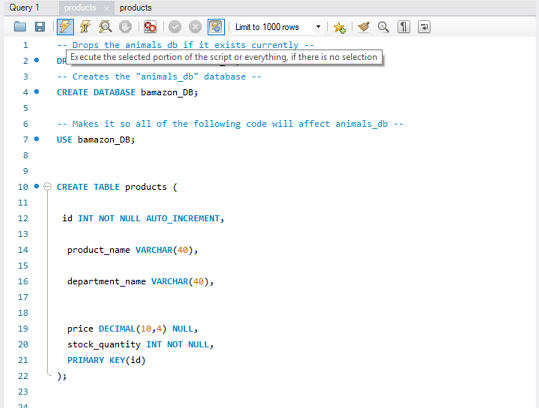 Query 1 products products
Limit to 1000 rows
1 -- Drops the animals_db if it exists currently --
Execute the selected portion of the script or everything, if there is no selection
2
3 -- Creates the "animals_db" database --
4 CREATE DATABASE bamazon_DB;
5
6 -- Makes it so all of the following code will affect animals_db --
7 USE bamazon_DB;
8
9
10 CREATE TABLE products (
11
12 id INT NOT NULL AUTO_INCREMENT,
13
14 product_name VARCHAR(40),
15
16 department_name VARCHAR(40),
17
18
19 price DECIMAL(10,4) NULL,
20 stock_quantity INT NOT NULL,
21 PRIMARY KEY(id)
22 );
23
24